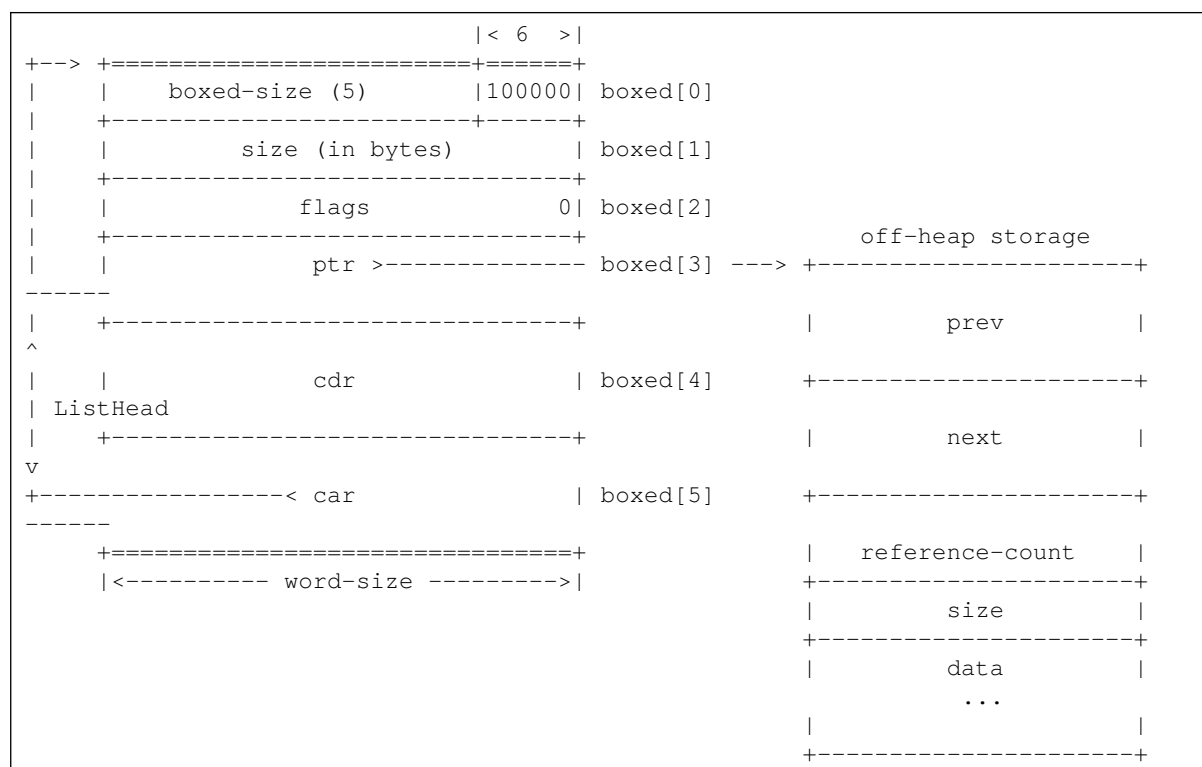 |< 6  >|
+--> +=========================+======+
|    |    boxed-size (5)       |100000| boxed[0]
|    +-------------------------+------+
|    |         size (in bytes)        | boxed[1]
|    +--------------------------------+
|    |             flags             0| boxed[2]
|    +--------------------------------+                   off-heap storage
|    |              ptr >-------------- boxed[3] ---> +----------------------+
------
|    +--------------------------------+               |         prev         |
^
|    |              cdr               | boxed[4]      +----------------------+
| ListHead
|    +--------------------------------+               |         next         |
v
+------------------< car              | boxed[5]      +----------------------+
------
     +================================+               |   reference-count    |
     |<---------- word-size --------->|               +----------------------+
                                                      |         size         |
                                                      +----------------------+
                                                      |         data         |
                                                                 ...
                                                      |                      |
                                                      +----------------------+